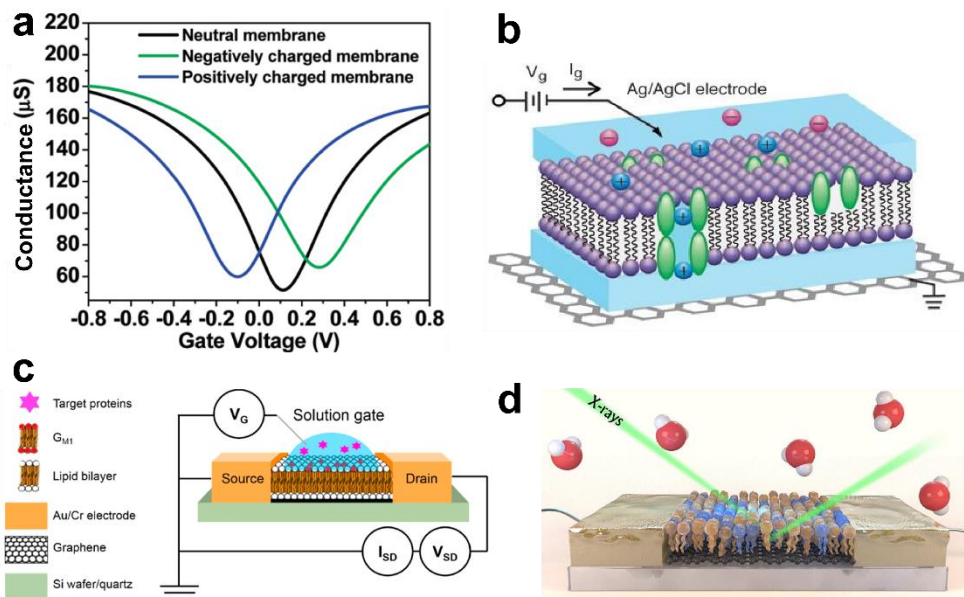 a
220
200
180
160
140
120
100
80
60
Conductance (μS)
Neutral membrane
Negatively charged membrane
Positively charged membrane
-0.8 -0.6 -0.4 -0.2 0.0 0.2 0.4 0.6 0.8
Gate Voltage (V)
b
Vg
Ig
Ag/AgCl electrode
−
−
−
+
+
+
+
+
c
Target proteins
GM1
Lipid bilayer
Au/Cr electrode
Graphene
Si wafer/quartz
VG
Solution gate
Source
Drain
ISD
VSD
d
X-rays